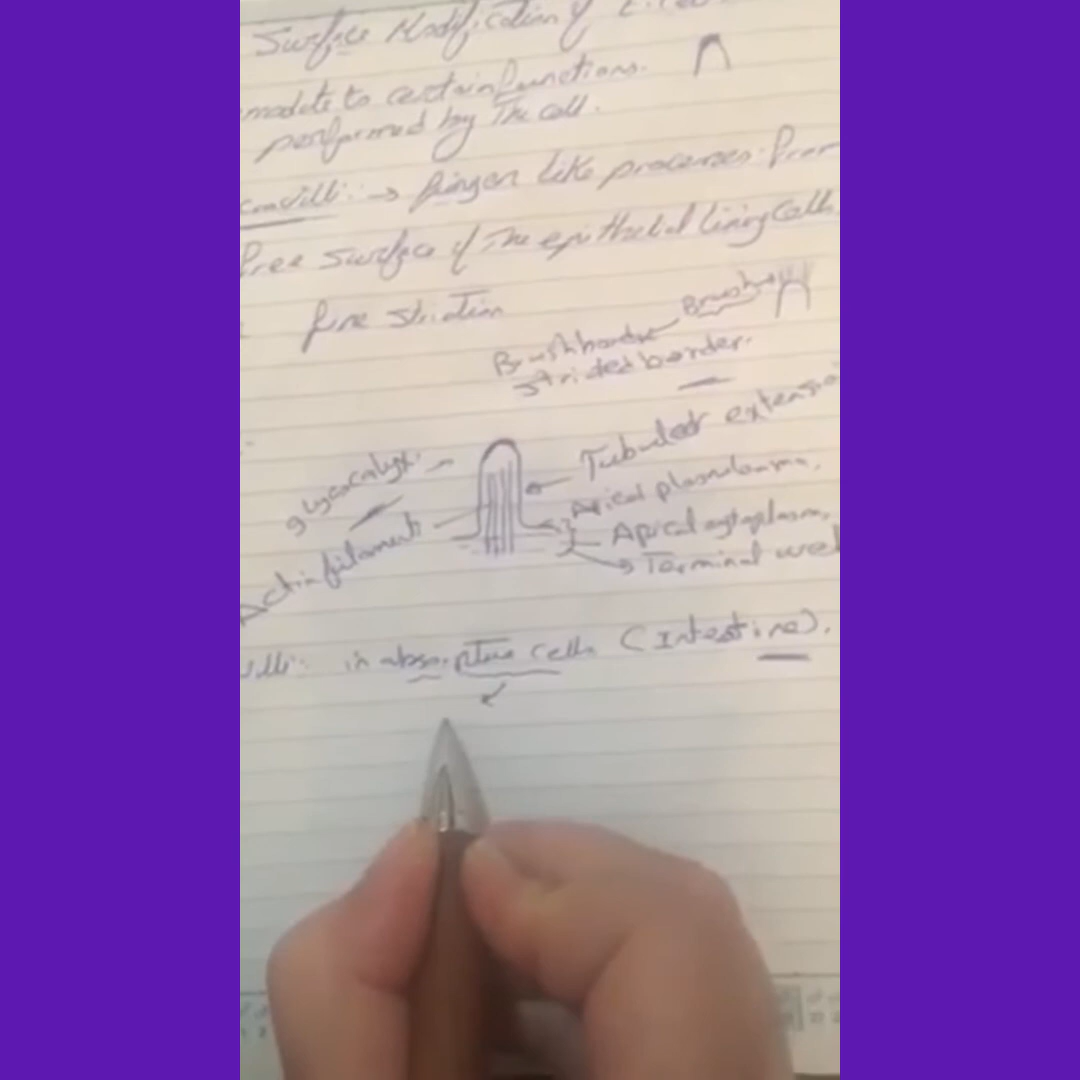 Surface Modification of
modate to certain functions.
performed by The cell.
crovilli: → finger like processes from
free surface of The epithelial lining cells
fine striation
Brush border Brush
striated border.
glycocalyx
Tubular extensio
Apical plasmalemma.
Actin filaments
Apical cytoplasm.
Terminal web
villi: in absorptive cells (Intestine).